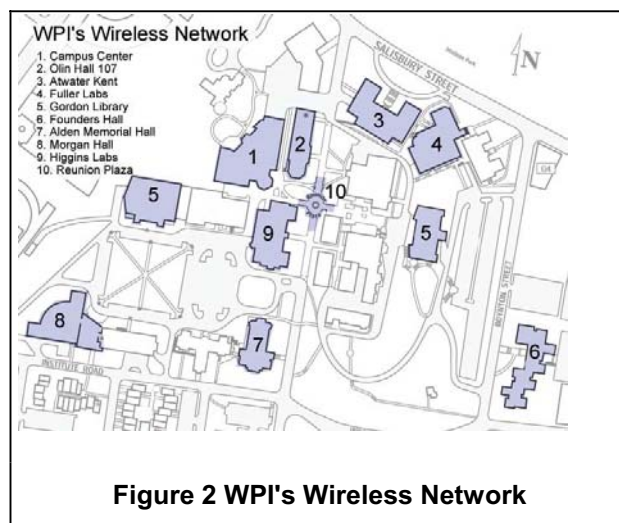 WPI's Wireless Network
1. Campus Center
2. Olin Hall 107
3. Atwater Kent
4. Fuller Labs
5. Gordon Library
6. Founders Hall
7. Alden Memorial Hall
8. Morgan Hall
9. Higgins Labs
10. Reunion Plaza
SALISBURY STREET
N
3
4
1
2
64
5
10
5
9
BOYNTON STREET
8
7
6
INSTITUTE ROAD
Figure 2 WPI's Wireless Network